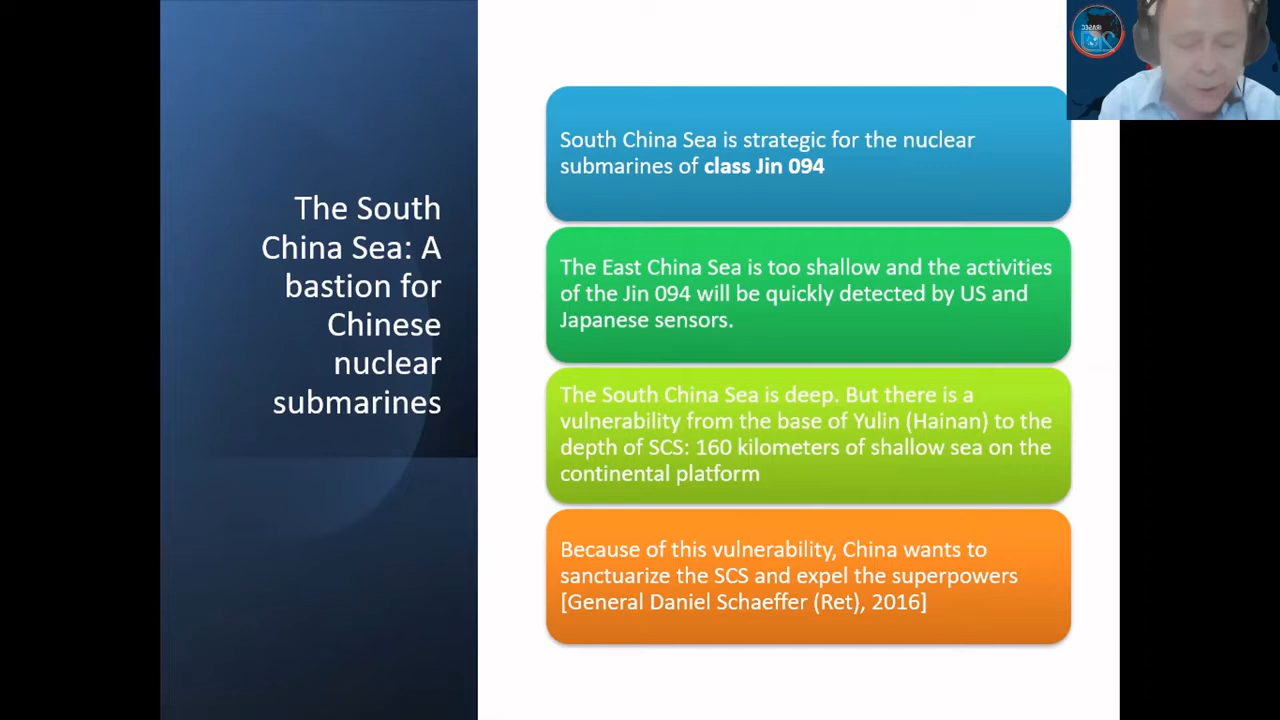 The South
China Sea: A
bastion for
Chinese
nuclear
submarines
South China Sea is strategic for the nuclear
submarines of class Jin 094
The East China Sea is too shallow and the activities
of the Jin 094 will be quickly detected by US and
Japanese sensors.
The South China Sea is deep. But there is a
vulnerability from the base of Yulin (Hainan) to the
depth of SCS: 160 kilometers of shallow sea on the
continental platform
Because of this vulnerability, China wants to
sanctuarize the SCS and expel the superpowers
[General Daniel Schaeffer (Ret), 2016]
IRASEC